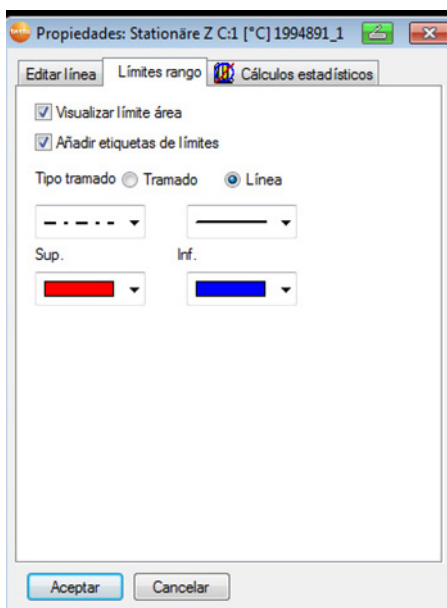 Propiedades: Stationäre Z C:1 [°C] 1994891_1
Editar línea
Límites rango
Cálculos estadísticos
Visualizar límite área
Añadir etiquetas de límites
Tipo tramado Tramado Línea
Sup. Inf.
Aceptar Cancelar